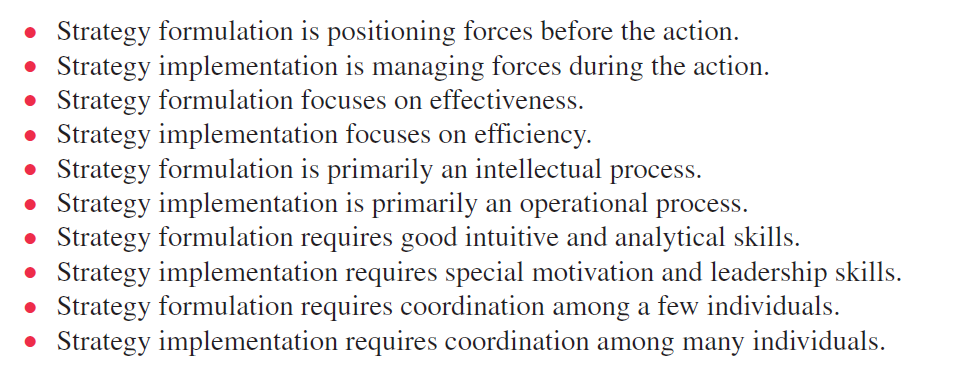 • Strategy formulation is positioning forces before the action.
• Strategy implementation is managing forces during the action.
• Strategy formulation focuses on effectiveness.
• Strategy implementation focuses on efficiency.
• Strategy formulation is primarily an intellectual process.
• Strategy implementation is primarily an operational process.
• Strategy formulation requires good intuitive and analytical skills.
• Strategy implementation requires special motivation and leadership skills.
• Strategy formulation requires coordination among a few individuals.
• Strategy implementation requires coordination among many individuals.